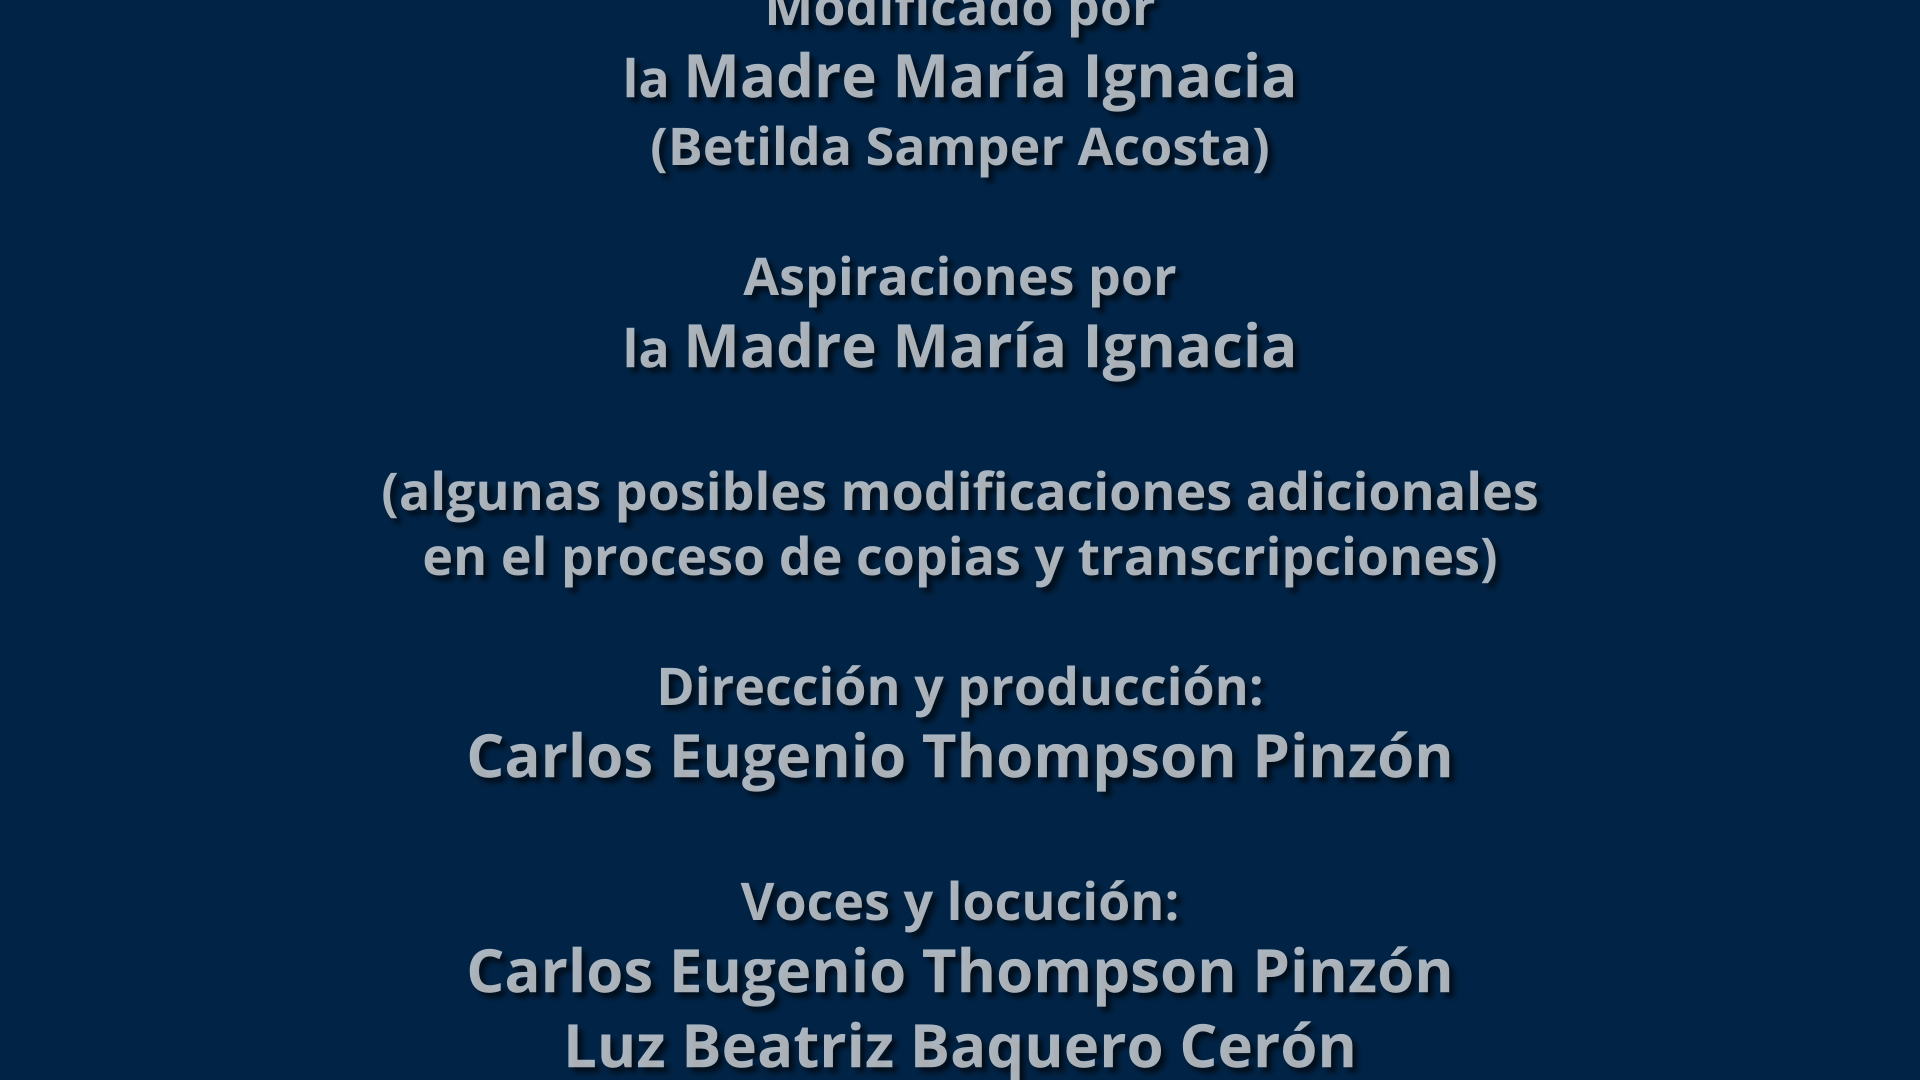 Modificado por
la Madre María Ignacia
(Betilda Samper Acosta)
Aspiraciones por
la Madre María Ignacia
(algunas posibles modificaciones adicionales
en el proceso de copias y transcripciones)
Dirección y producción:
Carlos Eugenio Thompson Pinzón
Voces y locución:
Carlos Eugenio Thompson Pinzón
Luz Beatriz Baquero Cerón